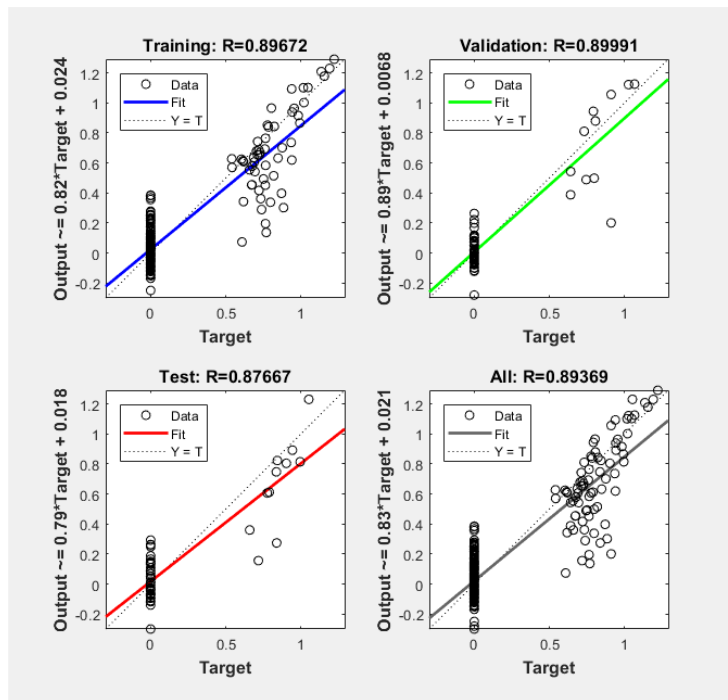 Training: R=0.89672
Output ~= 0.82*Target + 0.024
Data
Fit
Y = T
1.2
1
0.8
0.6
0.4
0.2
0
-0.2
0
0.5
1
Target
Validation: R=0.89991
Output ~= 0.89*Target + 0.0068
Data
Fit
Y = T
1.2
1
0.8
0.6
0.4
0.2
0
-0.2
0
0.5
1
Target
Test: R=0.87667
Output ~= 0.79*Target + 0.018
Data
Fit
Y = T
1.2
1
0.8
0.6
0.4
0.2
0
-0.2
0
0.5
1
Target
All: R=0.89369
Output ~= 0.83*Target + 0.021
Data
Fit
Y = T
1.2
1
0.8
0.6
0.4
0.2
0
-0.2
0
0.5
1
Target